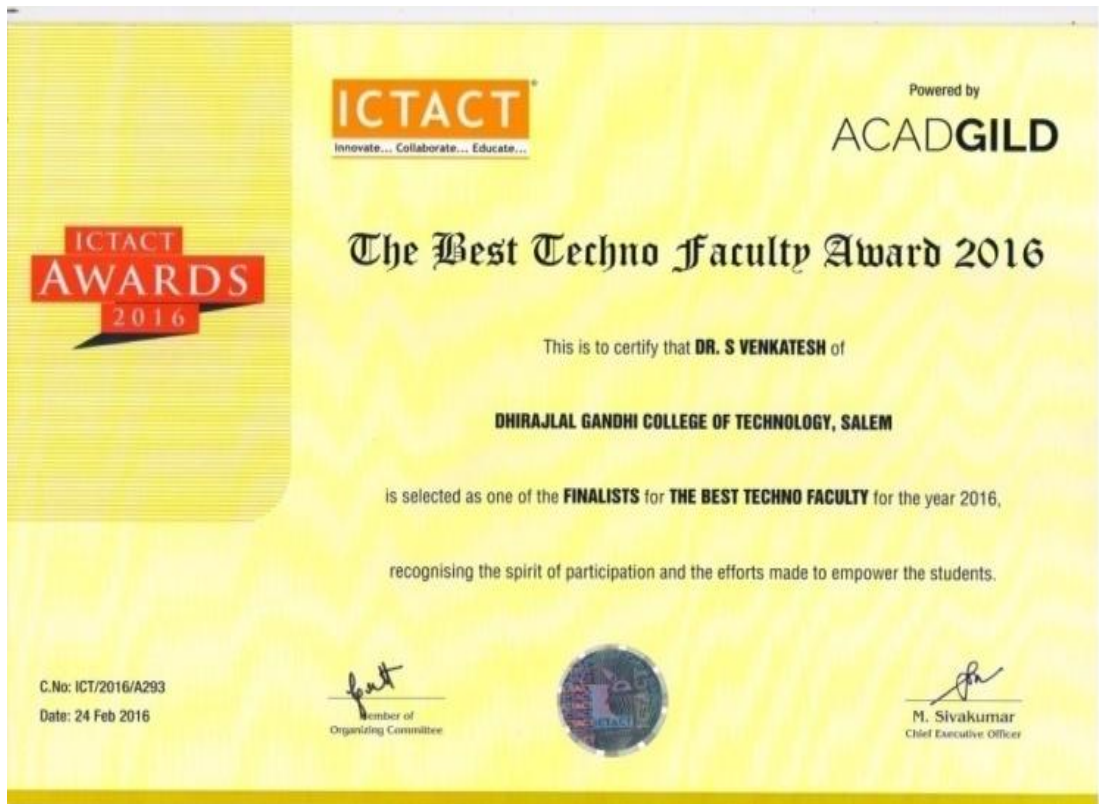 ICTACT
Innovate... Collaborate... Educate...
Powered by
ACADGILD
ICTACT
AWARDS
2016
The Best Techno Faculty Award 2016
This is to certify that DR. S VENKATESH of
DHIRAJLAL GANDHI COLLEGE OF TECHNOLOGY, SALEM
is selected as one of the FINALISTS for THE BEST TECHNO FACULTY for the year 2016,
recognising the spirit of participation and the efforts made to empower the students.
C.No: ICT/2016/A293
Date: 24 Feb 2016
Member of
Organizing Committee
ICTACT
M. Sivakumar
Chief Executive Officer